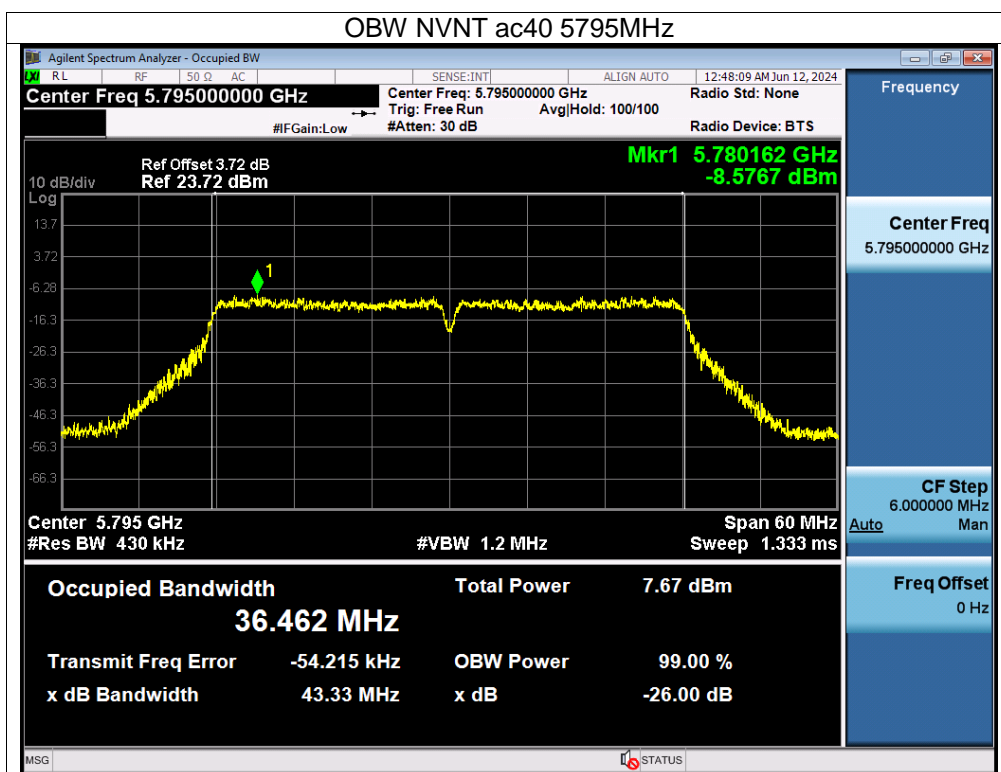 OBW NVNT ac40 5795MHz
Agilent Spectrum Analyzer - Occupied BW
LXI RL RF 50 Ω AC SENSE:INT ALIGN AUTO 12:48:09 AM Jun 12, 2024
Center Freq 5.795000000 GHz
Center Freq: 5.795000000 GHz
Radio Std: None
Trig: Free Run Avg|Hold: 100/100
#IFGain:Low #Atten: 30 dB Radio Device: BTS
Ref Offset 3.72 dB
10 dB/div Ref 23.72 dBm
Mkr1 5.780162 GHz
-8.5767 dBm
Log
13.7
3.72
-6.28
-16.3
-26.3
-36.3
-46.3
-56.3
-66.3
1
Center 5.795 GHz Span 60 MHz
#Res BW 430 kHz #VBW 1.2 MHz Sweep 1.333 ms
Occupied Bandwidth Total Power 7.67 dBm
36.462 MHz
Transmit Freq Error -54.215 kHz OBW Power 99.00 %
x dB Bandwidth 43.33 MHz x dB -26.00 dB
MSG STATUS
Frequency
Center Freq
5.795000000 GHz
CF Step
6.000000 MHz
Auto Man
Freq Offset
0 Hz